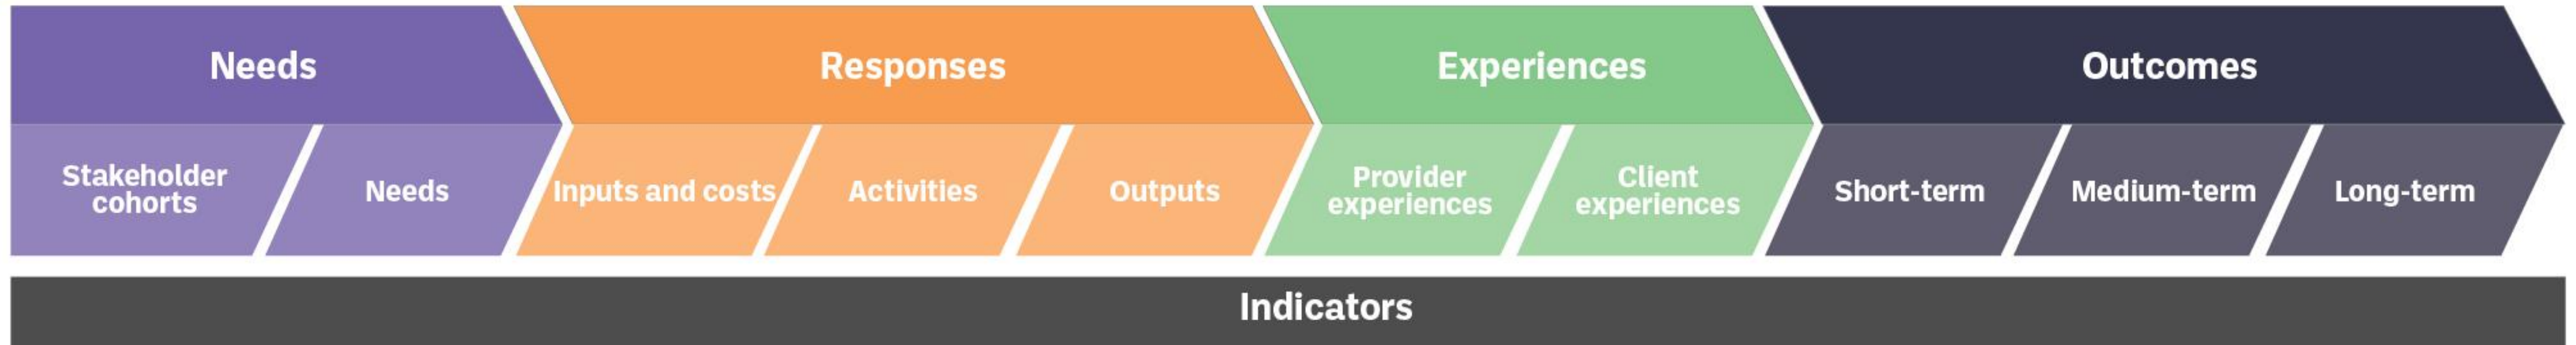 Needs
Responses
Experiences
Outcomes
Stakeholder
cohorts
Needs
Inputs and costs
Activities
Outputs
Provider
experiences
Client
experiences
Short-term
Medium-term
Long-term
Indicators